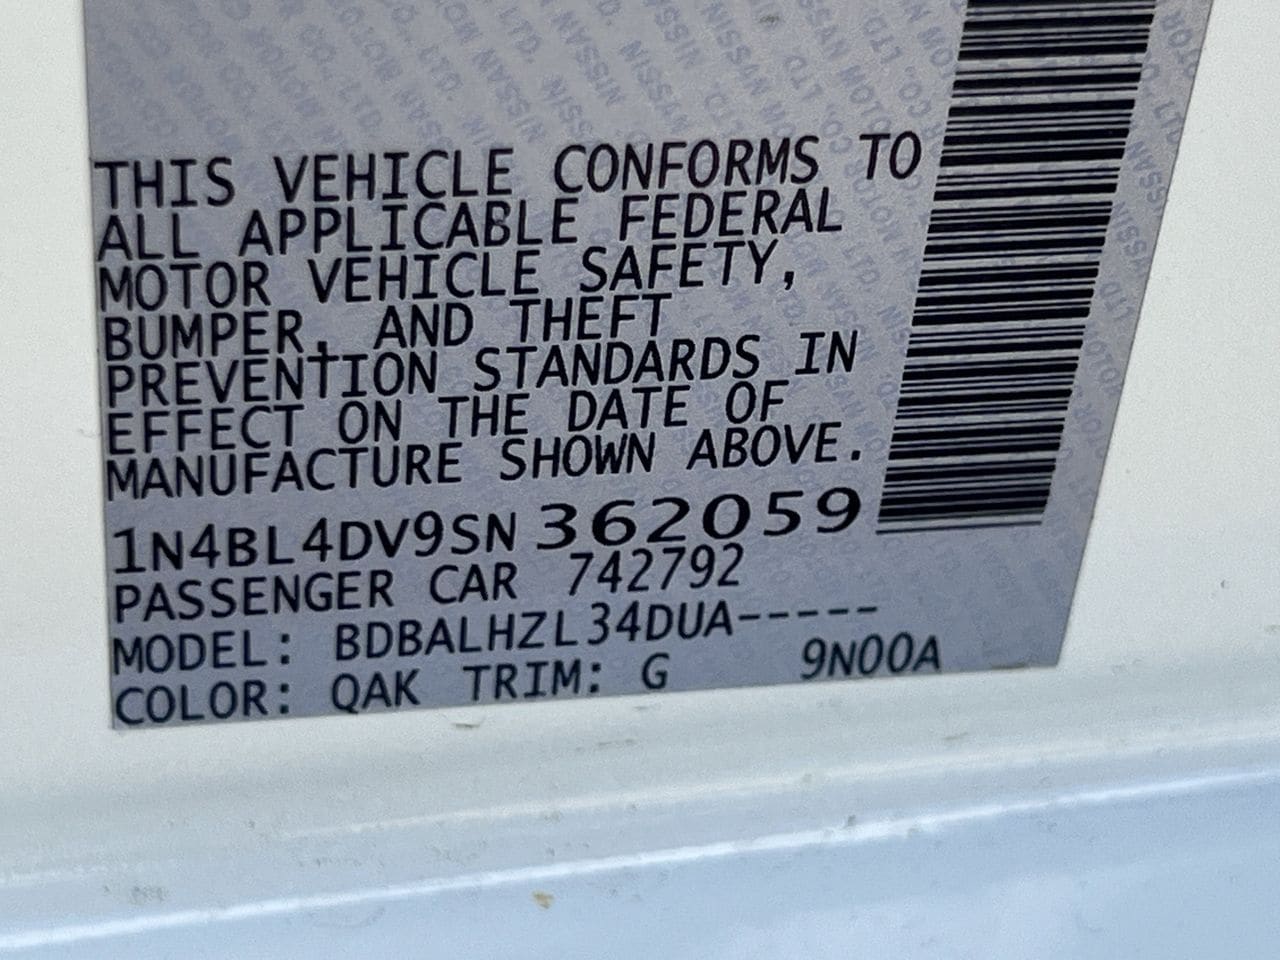 THIS VEHICLE CONFORMS TO
ALL APPLICABLE FEDERAL
MOTOR VEHICLE SAFETY,
BUMPER, AND THEFT
PREVENTION STANDARDS IN
EFFECT ON THE DATE OF
MANUFACTURE SHOWN ABOVE.
1N4BL4DV9SN362059
PASSENGER CAR 742792
MODEL: BDBALHZL34DUA-----
COLOR: QAK TRIM: G 9N00A